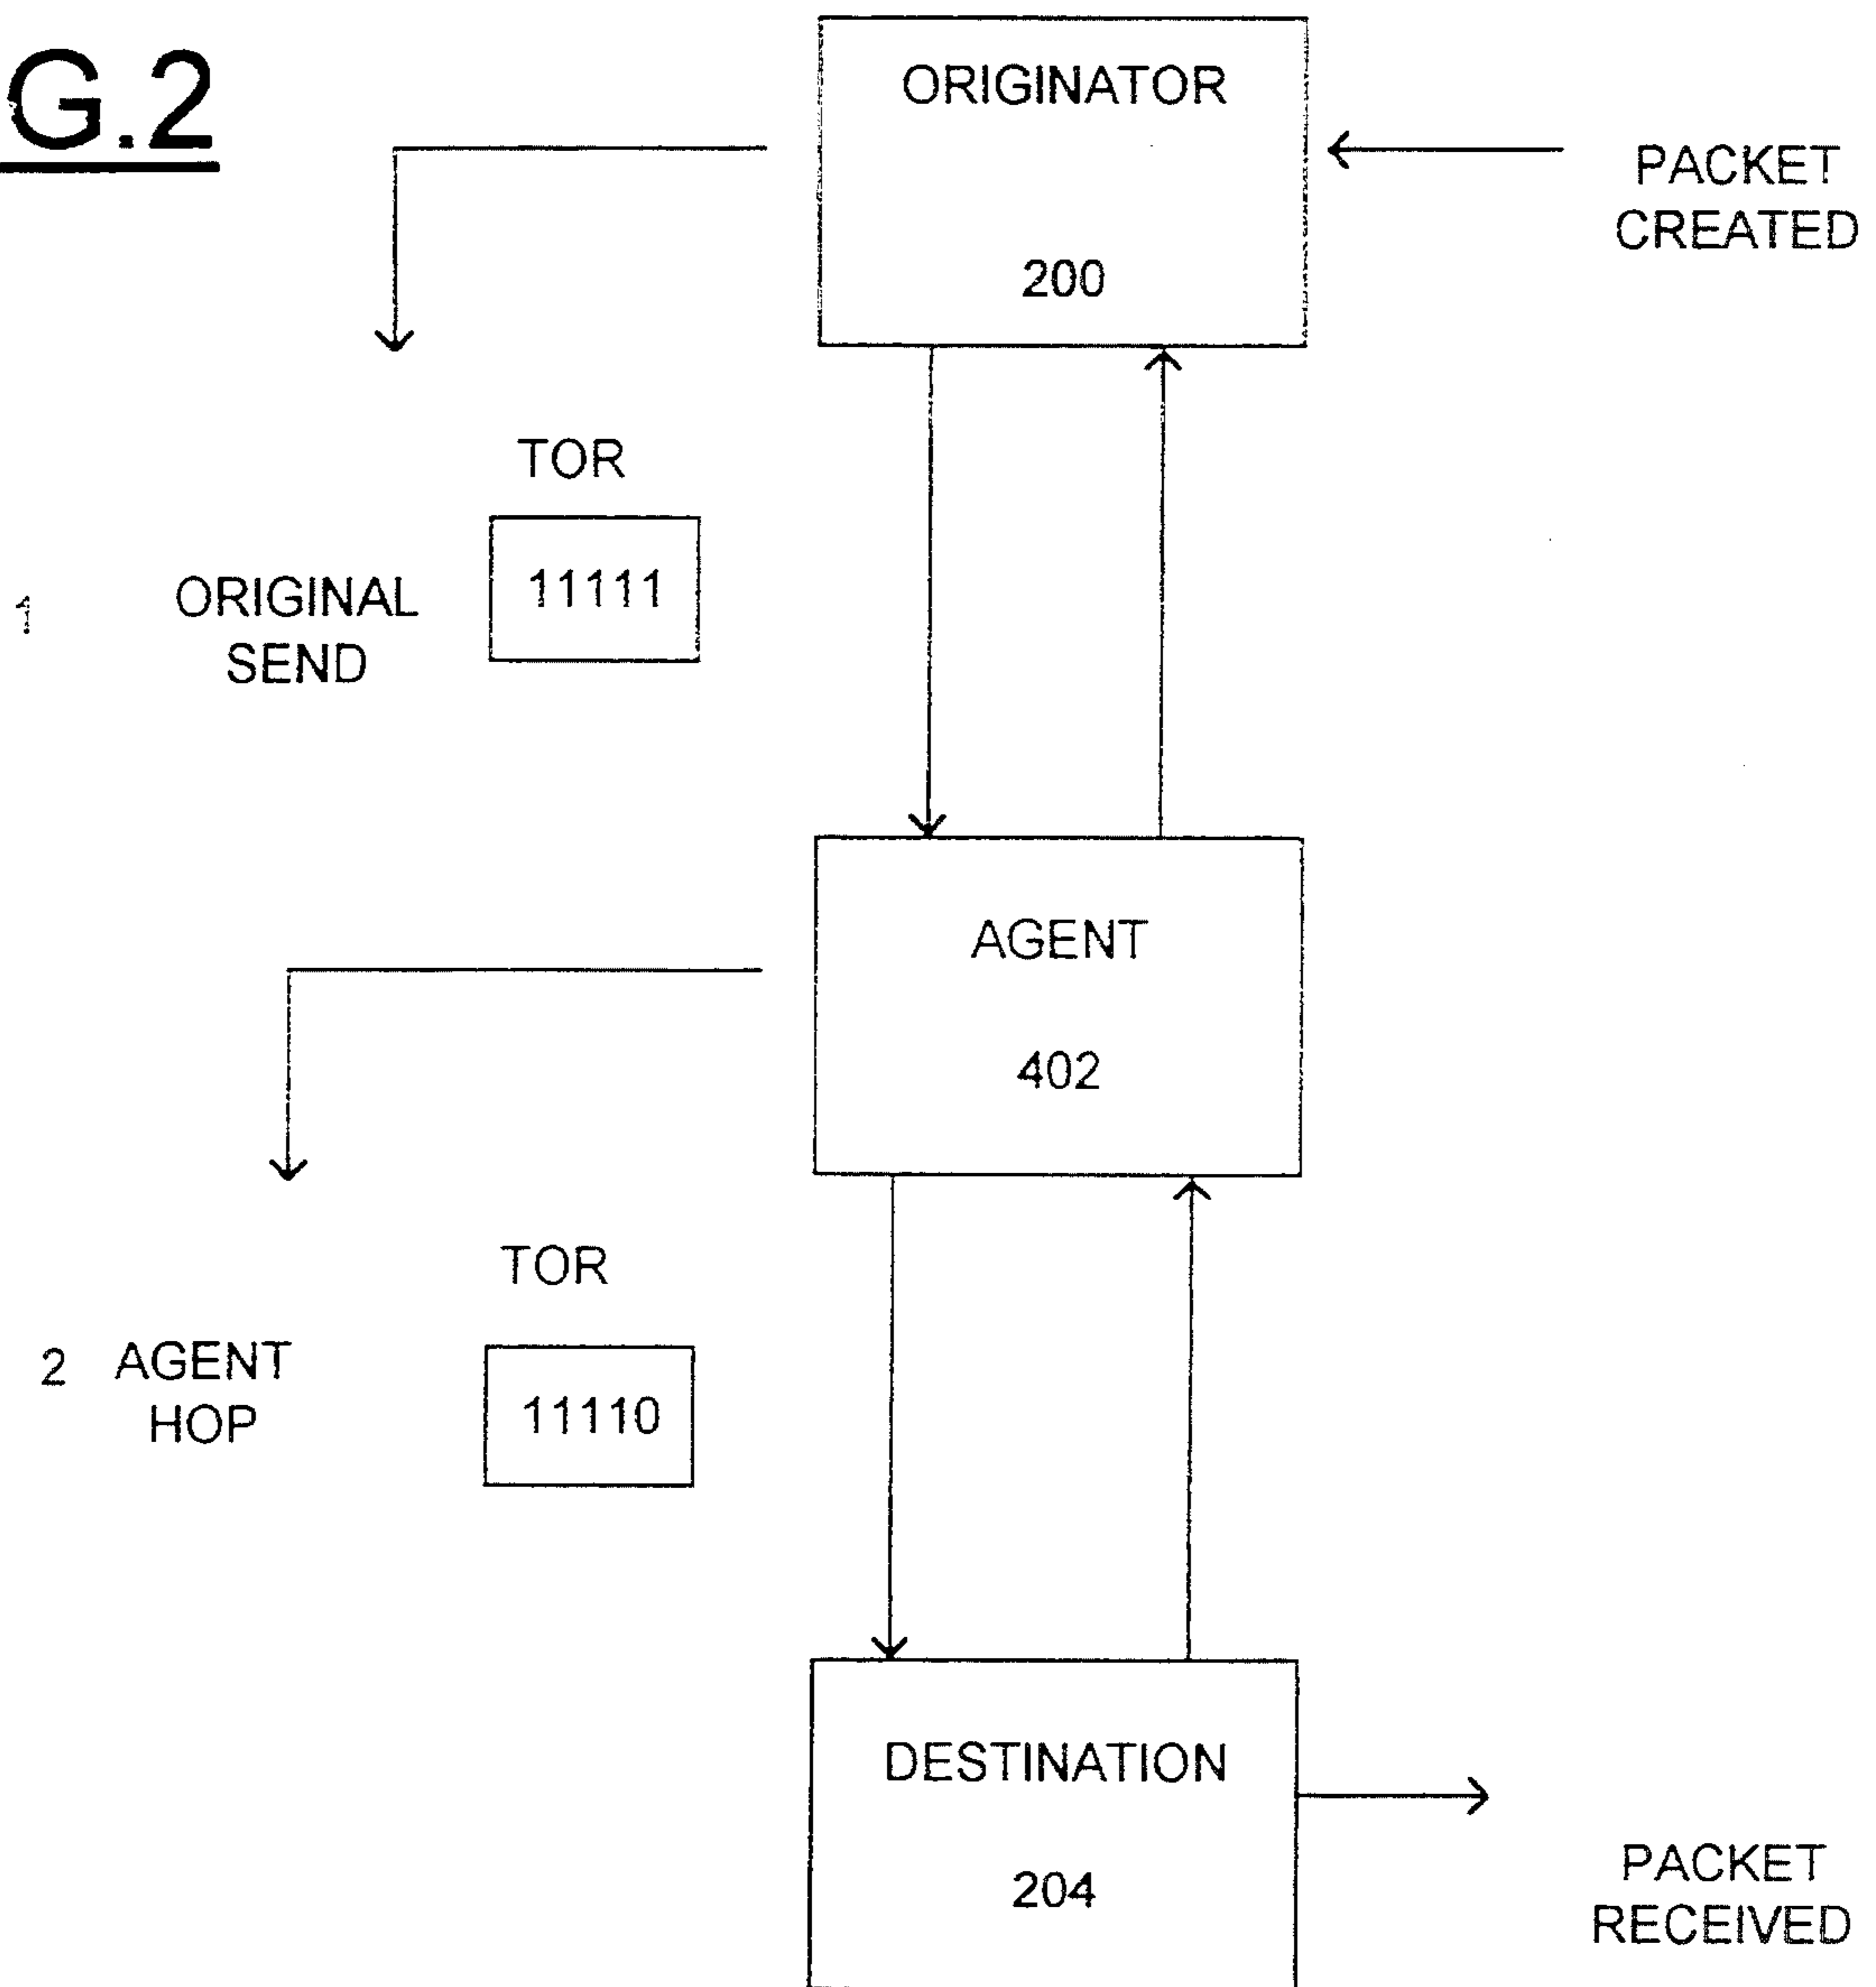 G.2
ORIGINATOR
200
PACKET
CREATED
TOR
11111
1
ORIGINAL
SEND
AGENT
402
TOR
2
AGENT
HOP
11110
DESTINATION
204
PACKET
RECEIVED